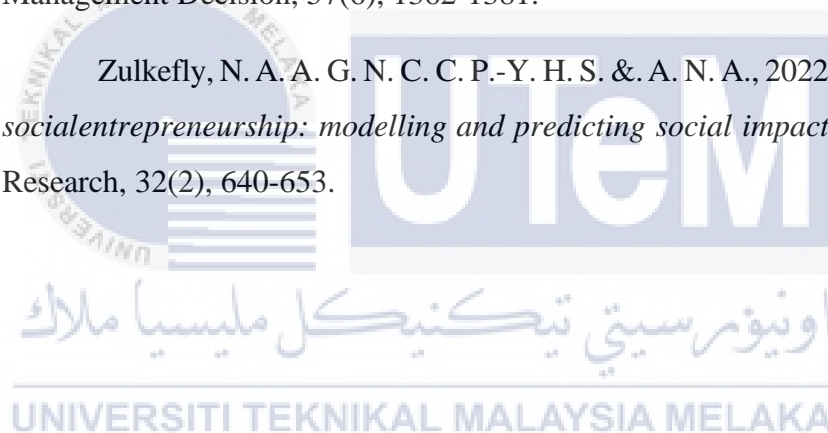 Management Decision, 57(6), 1362-1381.
Zulkefly, N. A. A. G. N. C. C. P.-Y. H. S. &. A. N. A., 2022
socialentrepreneurship: modelling and predicting social impact
Research, 32(2), 640-653.
UTeM
اونيۏرسيتي تيكنيكل مليسيا ملاك
UNIVERSITI TEKNIKAL MALAYSIA MELAKA